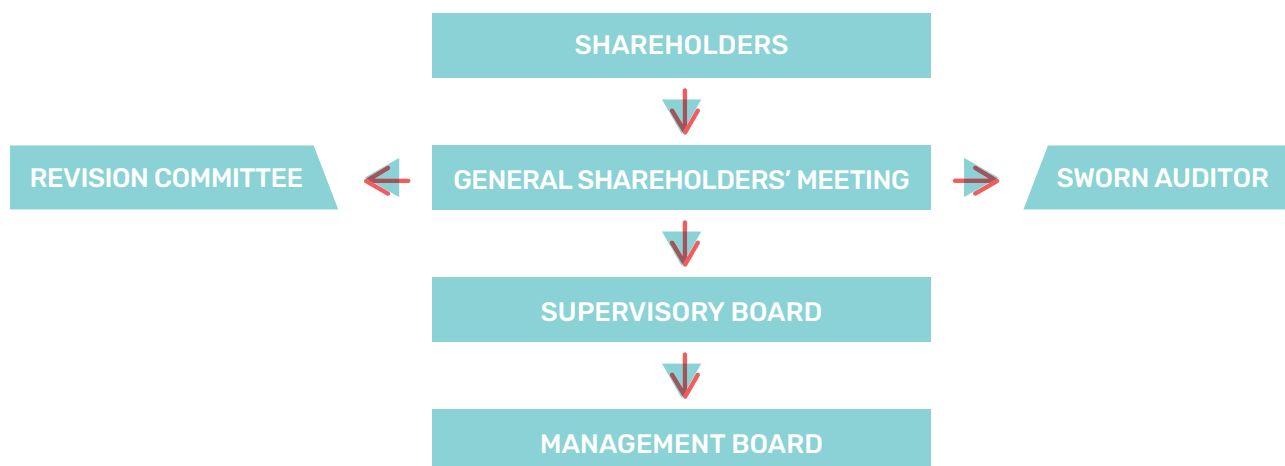 SHAREHOLDERS
REVISION COMMITTEE
GENERAL SHAREHOLDERS’ MEETING
SWORN AUDITOR
SUPERVISORY BOARD
MANAGEMENT BOARD